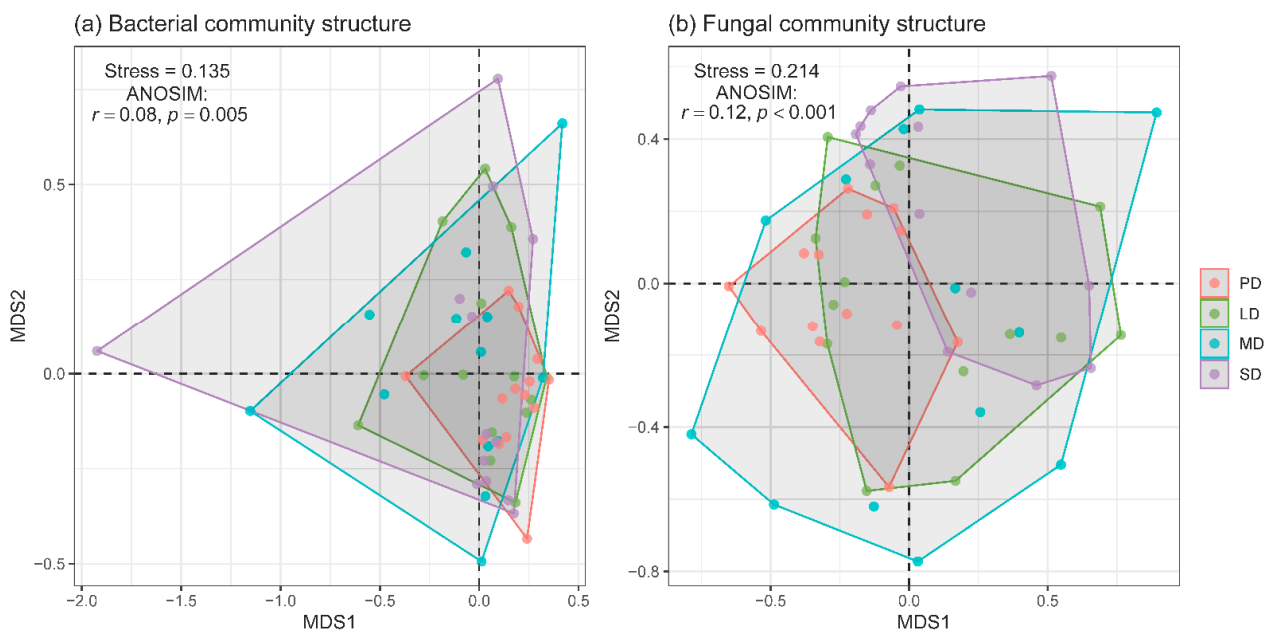 (a) Bacterial community structure
Stress = 0.135
ANOSIM:
r = 0.08, p = 0.005
MDS2
0.5
0.0
−0.5
−2.0 −1.5 −1.0 −0.5 0.0 0.5
MDS1
(b) Fungal community structure
Stress = 0.214
ANOSIM:
r = 0.12, p < 0.001
MDS2
0.4
0.0
−0.4
−0.8
−0.5 0.0 0.5
MDS1
PD
LD
MD
SD